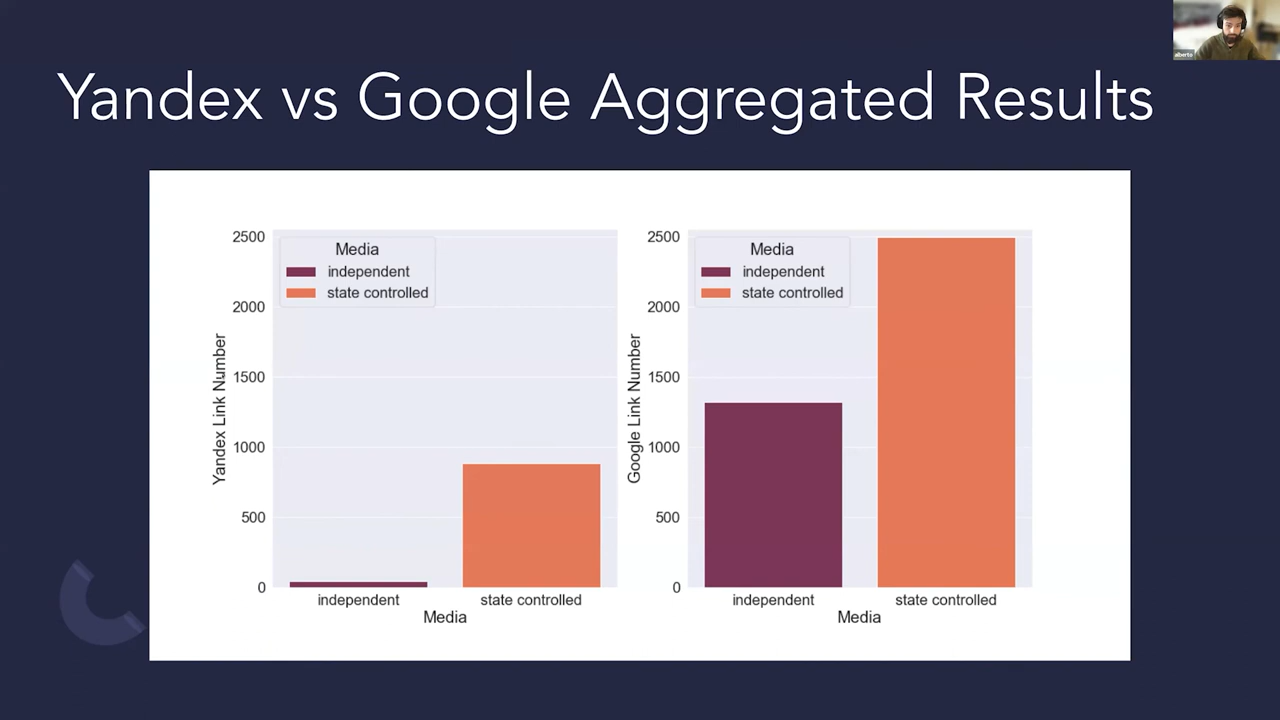 Yandex vs Google Aggregated Results
alberto
2500
2000
1500
1000
500
0
Yandex Link Number
Media
independent
state controlled
independent
state controlled
Media
2500
2000
1500
1000
500
0
Google Link Number
Media
independent
state controlled
independent
state controlled
Media